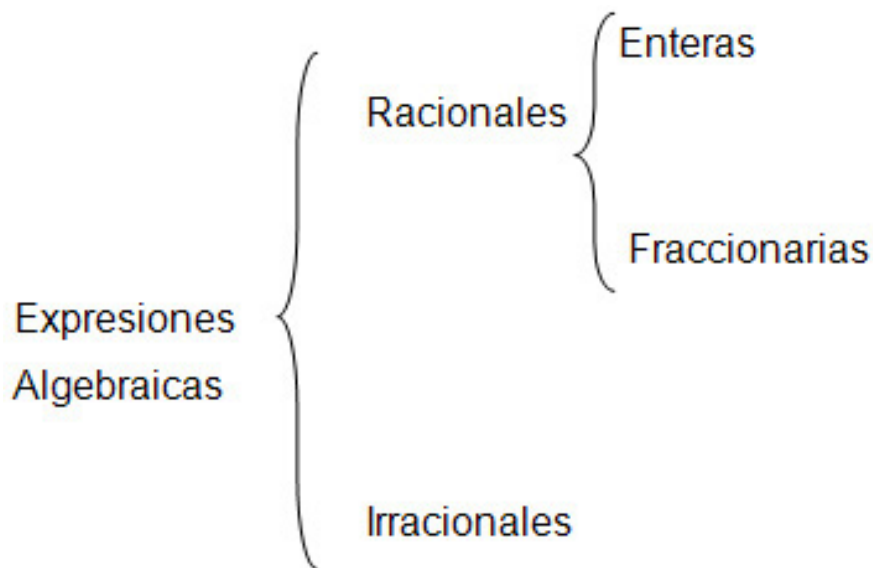 Enteras
Racionales
Fraccionarias
Expresiones
Algebraicas
Irracionales